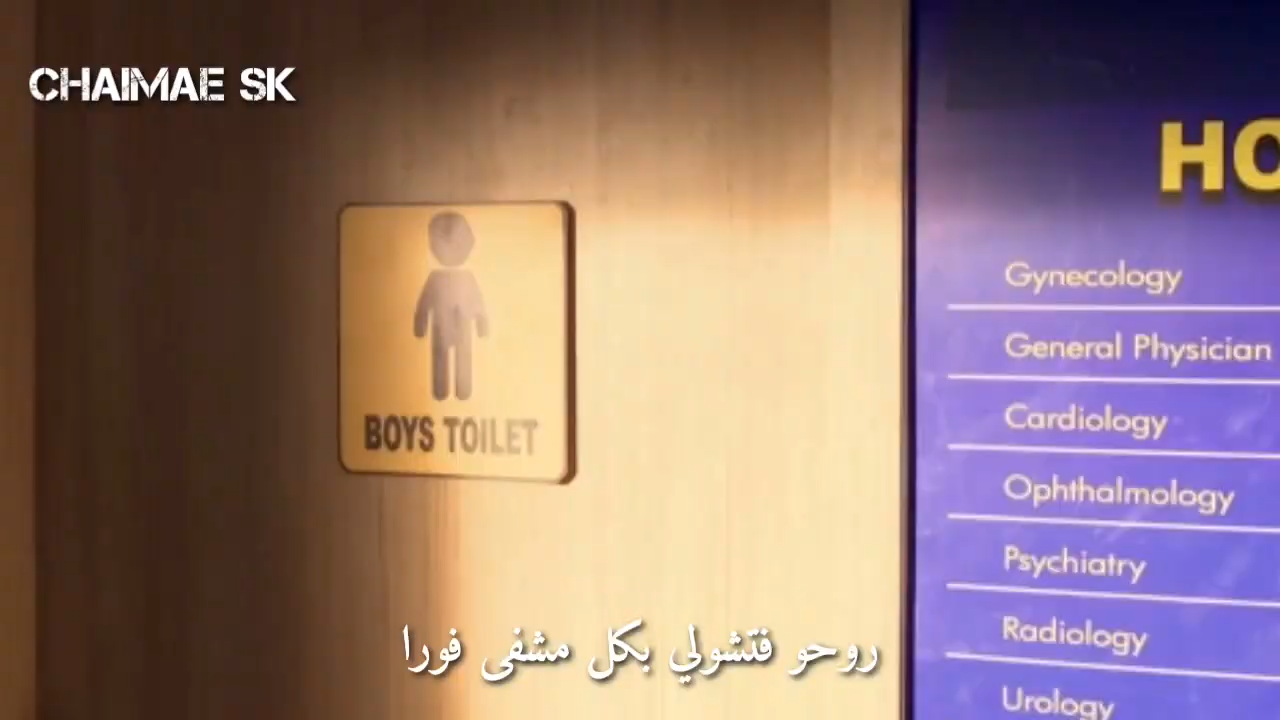 CHAIMAE SK
BOYS TOILET
HO
Gynecology
General Physician
Cardiology
Ophthalmology
Psychiatry
Radiology
Urology
روحو فتشولي بكل مشفى فورا